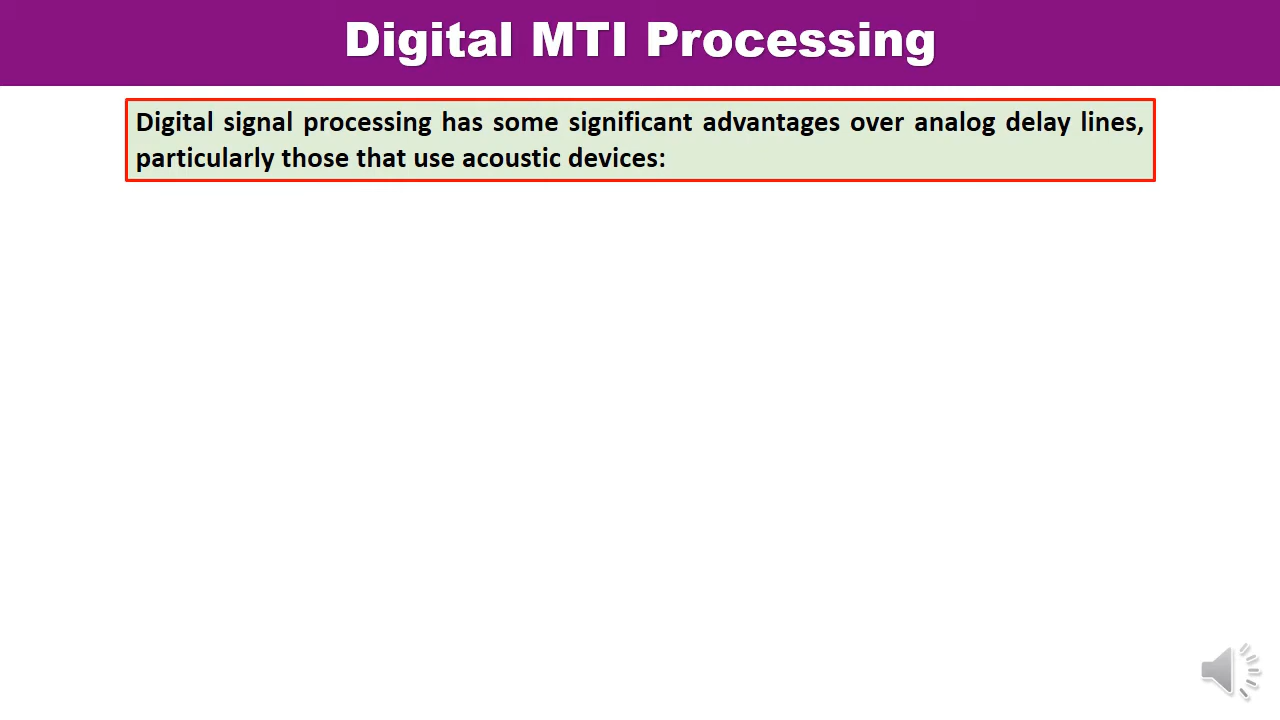 Digital MTI Processing
Digital signal processing has some significant advantages over analog delay lines,
particularly those that use acoustic devices: